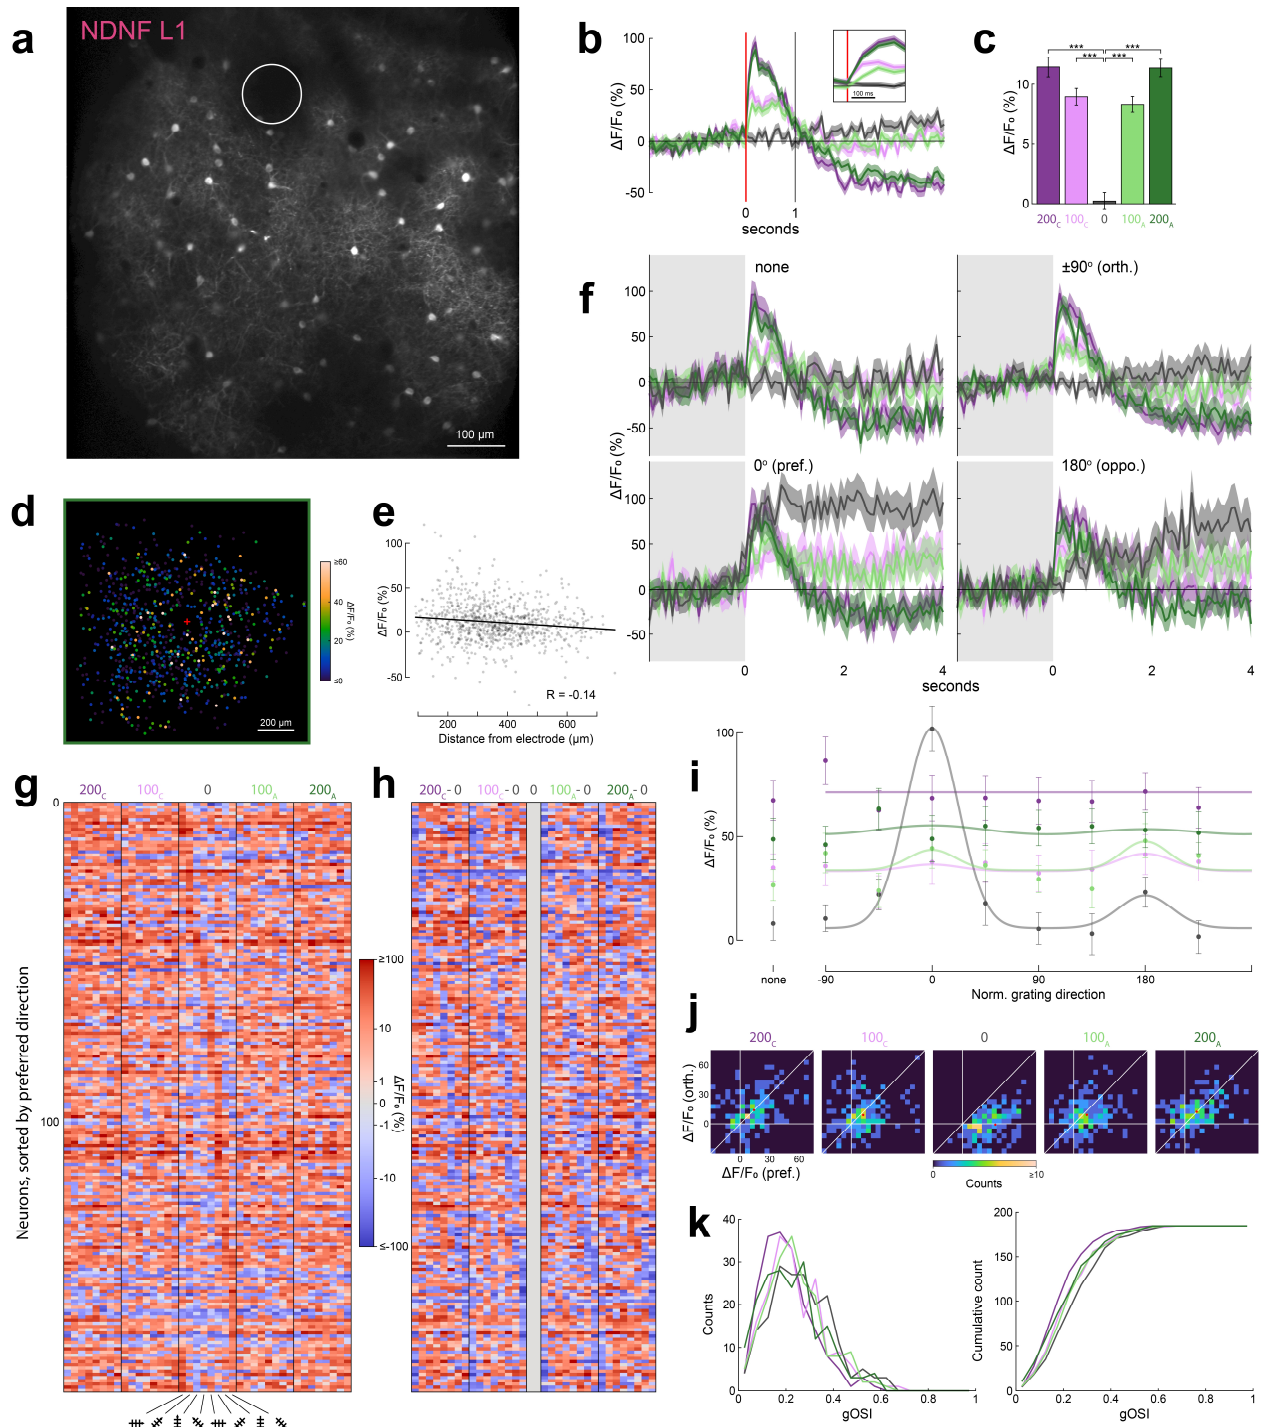 a
NDNF L1
100 µm
b
ΔF/F₀ (%)
100
50
0
-50
0
1
seconds
100 ms
c
ΔF/F₀ (%)
10
5
0
***
***
***
***
200C
100C
0
100A
200A
d
≥60
40
20
≤0
ΔF/F₀ (%)
200 µm
e
ΔF/F₀ (%)
100
50
0
-50
R = -0.14
200
400
600
Distance from electrode (µm)
f
none
±90° (orth.)
0° (pref.)
180° (oppo.)
ΔF/F₀ (%)
100
50
0
-50
100
50
0
-50
0
2
4
0
2
4
seconds
g
200C
100C
0
100A
200A
0
100
Neurons, sorted by preferred direction
≥100
10
1
0
-1
-10
≤-100
ΔF/F₀ (%)
h
200C- 0
100C- 0
0
100A- 0
200A- 0
i
ΔF/F₀ (%)
100
50
0
none
-90
0
90
180
Norm. grating direction
j
200C
100C
0
100A
200A
ΔF/F₀ (orth.)
60
30
0
0
30
60
ΔF/F₀ (pref.)
0
≥10
Counts
k
Counts
40
30
20
10
0
0
0.2
0.4
0.6
0.8
1
gOSI
Cumulative count
200
150
100
50
0
0
0.2
0.4
0.6
0.8
1
gOSI